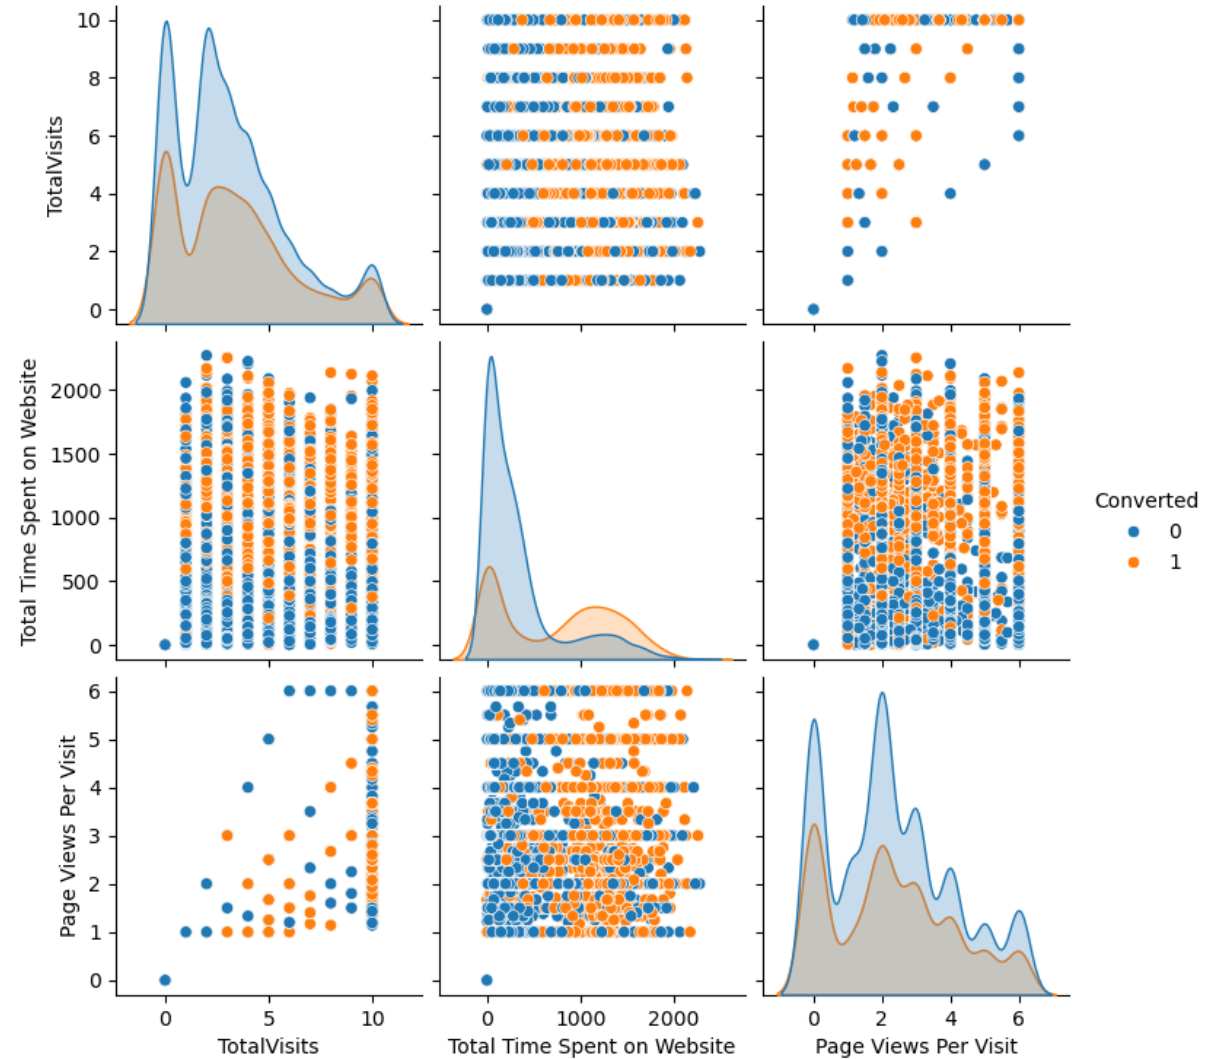 10
8
6
4
2
0
TotalVisits
2000
1500
1000
500
0
Total Time Spent on Website
Converted
0
1
6
5
4
3
2
1
0
Page Views Per Visit
0 5 10
0 1000 2000
0 2 4 6
TotalVisits
Total Time Spent on Website
Page Views Per Visit